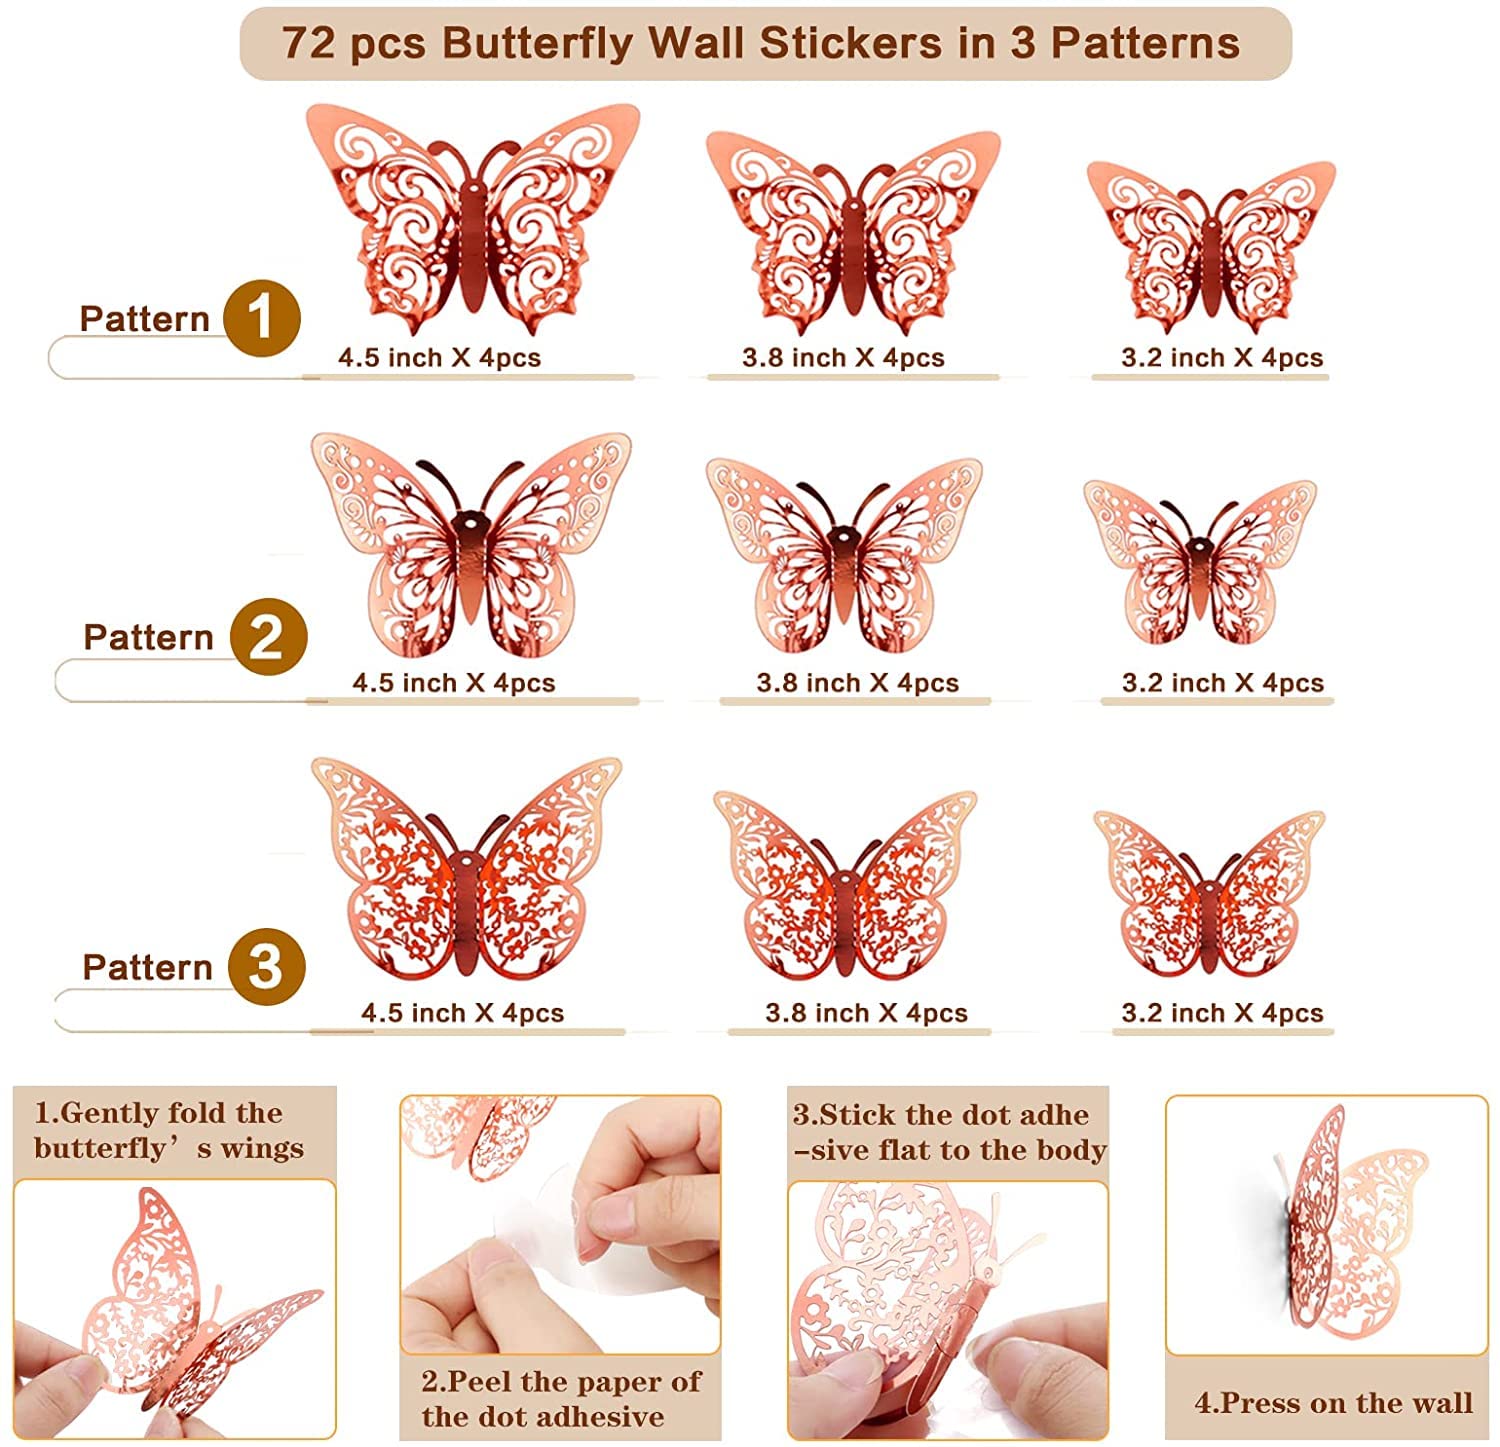 72 pcs Butterfly Wall Stickers in 3 Patterns
Pattern 1
4.5 inch X 4pcs
3.8 inch X 4pcs
3.2 inch X 4pcs
Pattern 2
4.5 inch X 4pcs
3.8 inch X 4pcs
3.2 inch X 4pcs
Pattern 3
4.5 inch X 4pcs
3.8 inch X 4pcs
3.2 inch X 4pcs
1.Gently fold the
butterfly’s wings
2.Peel the paper of
the dot adhesive
3.Stick the dot adhe
-sive flat to the body
4.Press on the wall